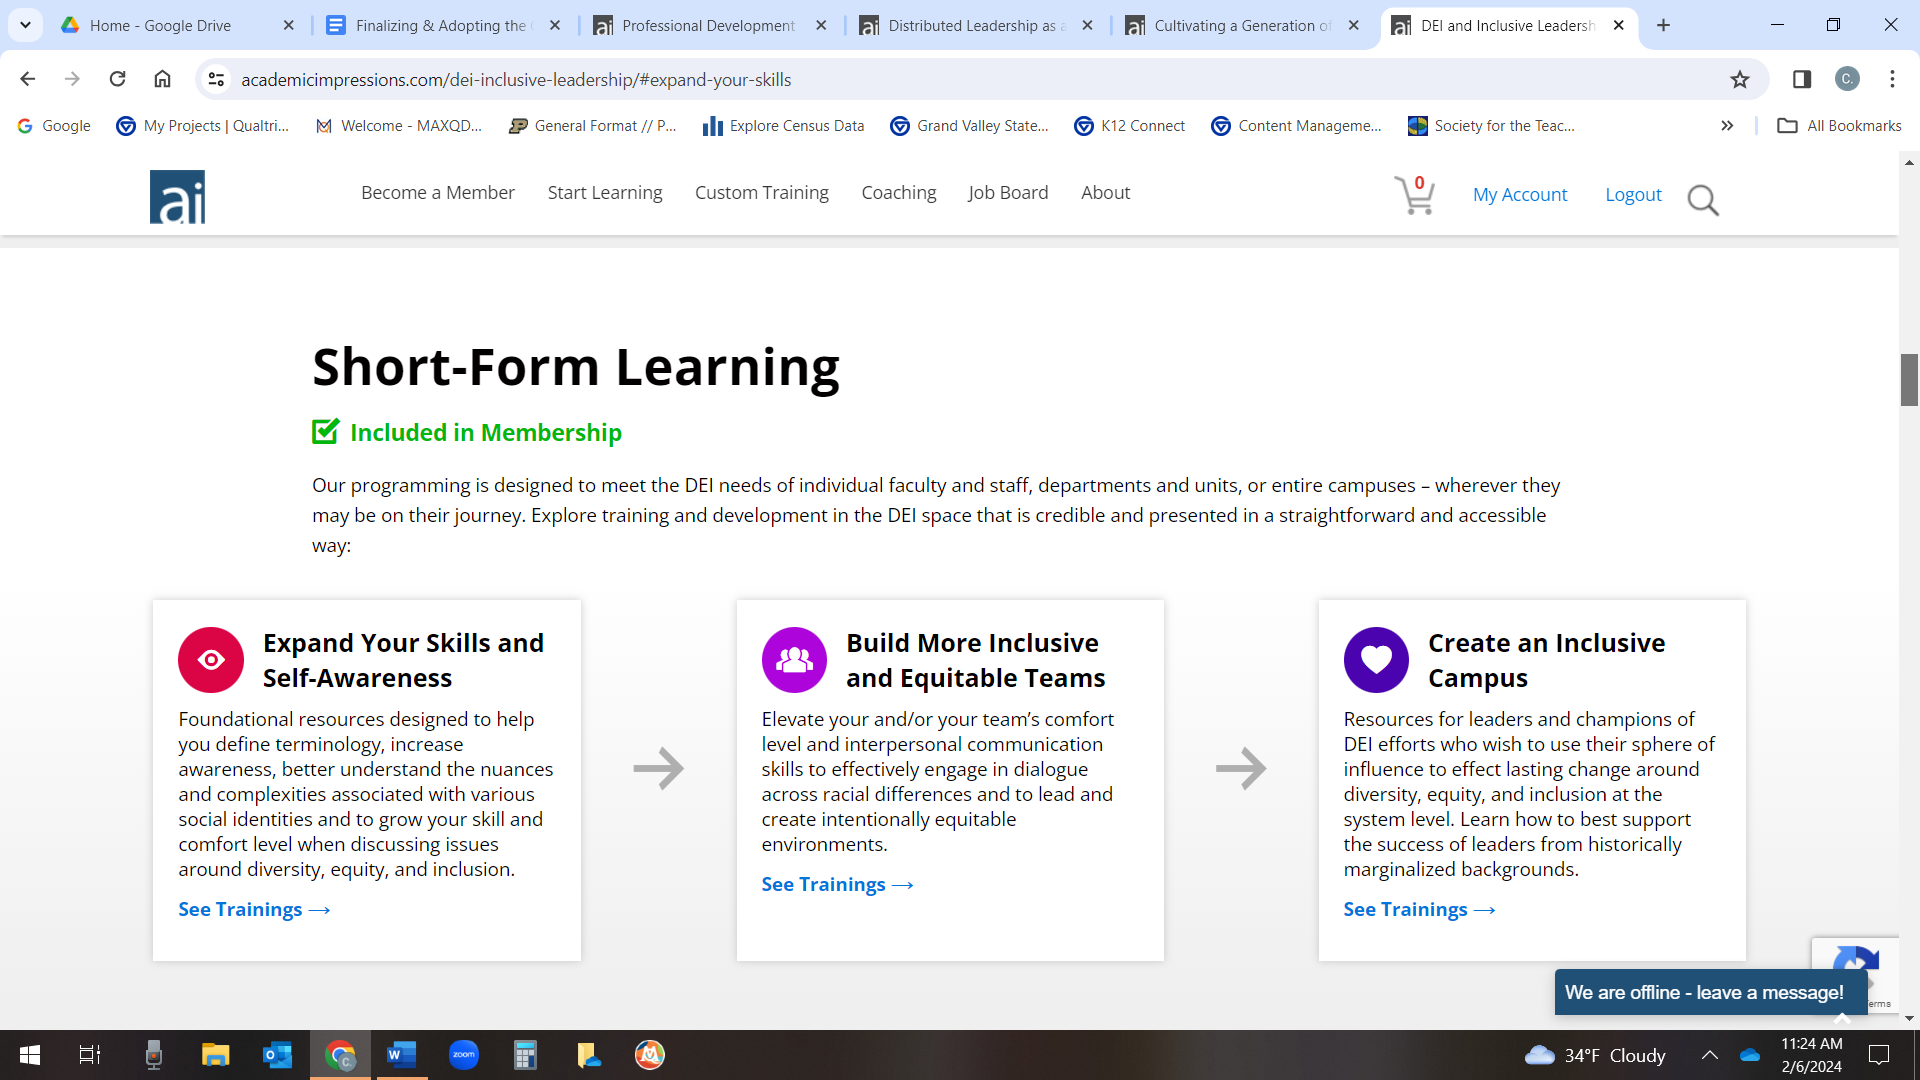 Home - Google Drive
Finalizing & Adopting the
Professional Development
Distributed Leadership as a
Cultivating a Generation of
DEI and Inclusive Leadersh
academicimpressions.com/dei-inclusive-leadership/#expand-your-skills
C.
Google
My Projects | Qualtri...
Welcome - MAXQD...
General Format // P...
Explore Census Data
Grand Valley State...
K12 Connect
Content Manageme...
Society for the Teac...
All Bookmarks
ai
Become a Member
Start Learning
Custom Training
Coaching
Job Board
About
0
My Account
Logout
Short-Form Learning
Included in Membership
Our programming is designed to meet the DEI needs of individual faculty and staff, departments and units, or entire campuses – wherever they
may be on their journey. Explore training and development in the DEI space that is credible and presented in a straightforward and accessible
way:
Expand Your Skills and
Self-Awareness
Foundational resources designed to help
you define terminology, increase
awareness, better understand the nuances
and complexities associated with various
social identities and to grow your skill and
comfort level when discussing issues
around diversity, equity, and inclusion.
See Trainings →
Build More Inclusive
and Equitable Teams
Elevate your and/or your team’s comfort
level and interpersonal communication
skills to effectively engage in dialogue
across racial differences and to lead and
create intentionally equitable
environments.
See Trainings →
Create an Inclusive
Campus
Resources for leaders and champions of
DEI efforts who wish to use their sphere of
influence to effect lasting change around
diversity, equity, and inclusion at the
system level. Learn how to best support
the success of leaders from historically
marginalized backgrounds.
See Trainings →
We are offline - leave a message!
zoom
34°F Cloudy
11:24 AM
2/6/2024